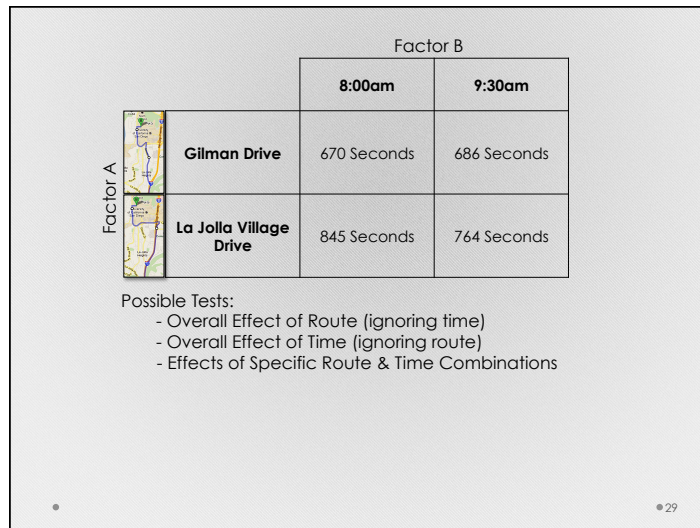 Factor B
8:00am 9:30am
Factor A
Gilman Drive 670 Seconds 686 Seconds
La Jolla Village
Drive 845 Seconds 764 Seconds
Possible Tests:
- Overall Effect of Route (ignoring time)
- Overall Effect of Time (ignoring route)
- Effects of Specific Route & Time Combinations
29